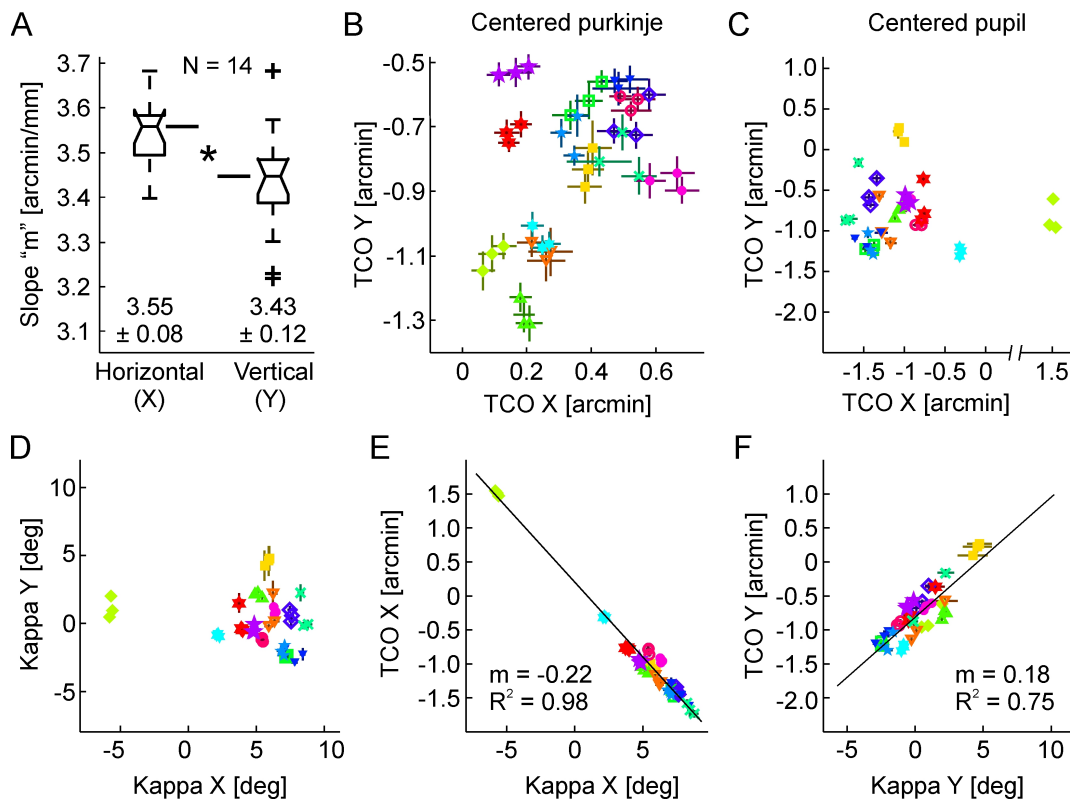 A
N = 14
Slope “m” [arcmin/mm]
3.7
3.6
3.5
3.4
3.3
3.2
3.1
*
3.55
± 0.08
3.43
± 0.12
Horizontal
(X)
Vertical
(Y)
B
Centered purkinje
TCO Y [arcmin]
-0.5
-0.7
-0.9
-1.1
-1.3
0
0.2
0.4
0.6
TCO X [arcmin]
C
Centered pupil
TCO Y [arcmin]
1.0
0.5
0
-0.5
-1.0
-1.5
-2.0
-1.5
-1
-0.5
0
1.5
TCO X [arcmin]
D
Kappa Y [deg]
10
5
0
-5
-5
0
5
10
Kappa X [deg]
E
TCO X [arcmin]
1.5
1.0
0.5
0
-0.5
-1.0
-1.5
m = -0.22
R² = 0.98
-5
0
5
Kappa X [deg]
F
TCO Y [arcmin]
1.0
0.5
0
-0.5
-1.0
-1.5
-2.0
m = 0.18
R² = 0.75
-5
0
5
10
Kappa Y [deg]